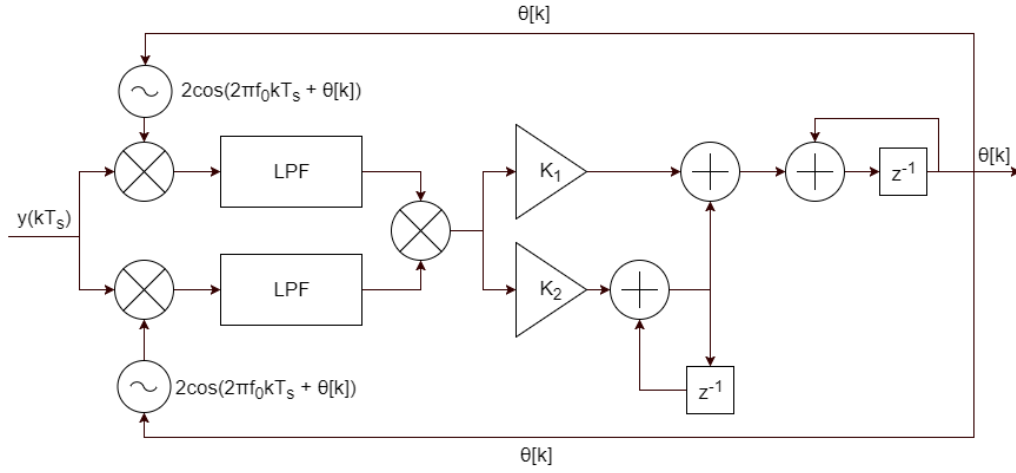 θ[k]
2cos(2πf₀kTₛ + θ[k])
LPF
K₁
z⁻¹
θ[k]
y(kTₛ)
LPF
K₂
z⁻¹
2cos(2πf₀kTₛ + θ[k])
θ[k]